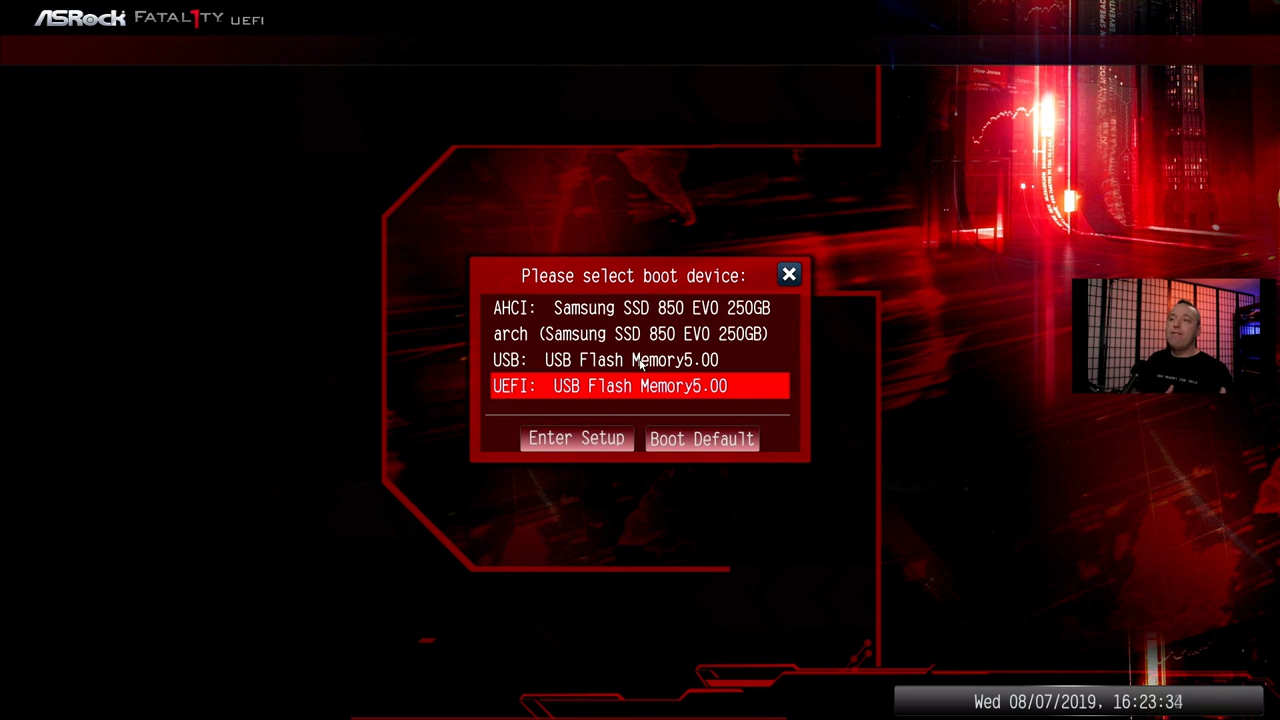 ASRock FATAL1TY UEFI
Dow Jones
Please select boot device:
AHCI: Samsung SSD 850 EVO 250GB
arch (Samsung SSD 850 EVO 250GB)
USB: USB Flash Memory5.00
UEFI: USB Flash Memory5.00
Enter Setup
Boot Default
Wed 08/07/2019, 16:23:34